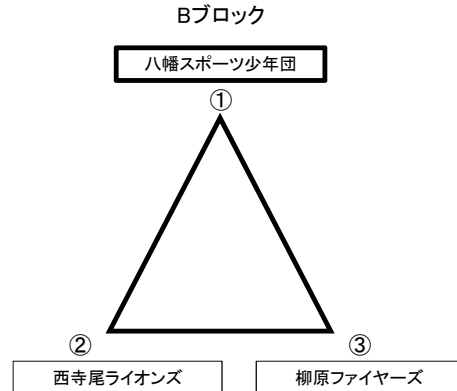 Bブロック
八幡スポーツ少年団
①
②
③
西寺尾ライオンズ
柳原ファイヤーズ